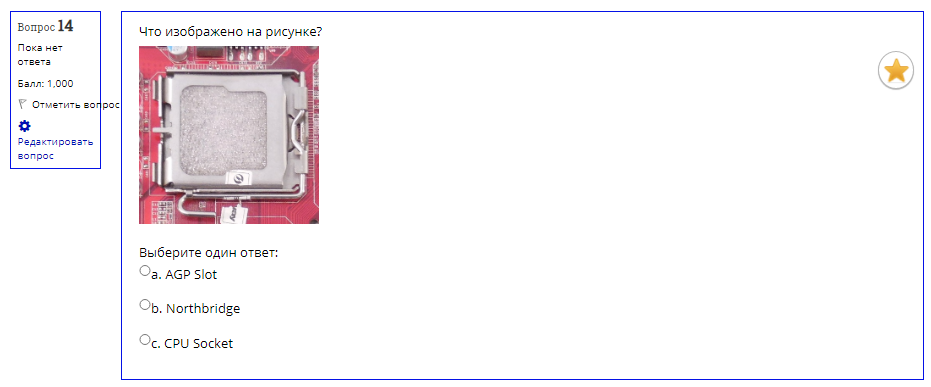 Вопрос 14
Пока нет
ответа
Балл: 1,000
Отметить вопрос
Редактировать
вопрос
Что изображено на рисунке?
Выберите один ответ:
a. AGP Slot
b. Northbridge
c. CPU Socket